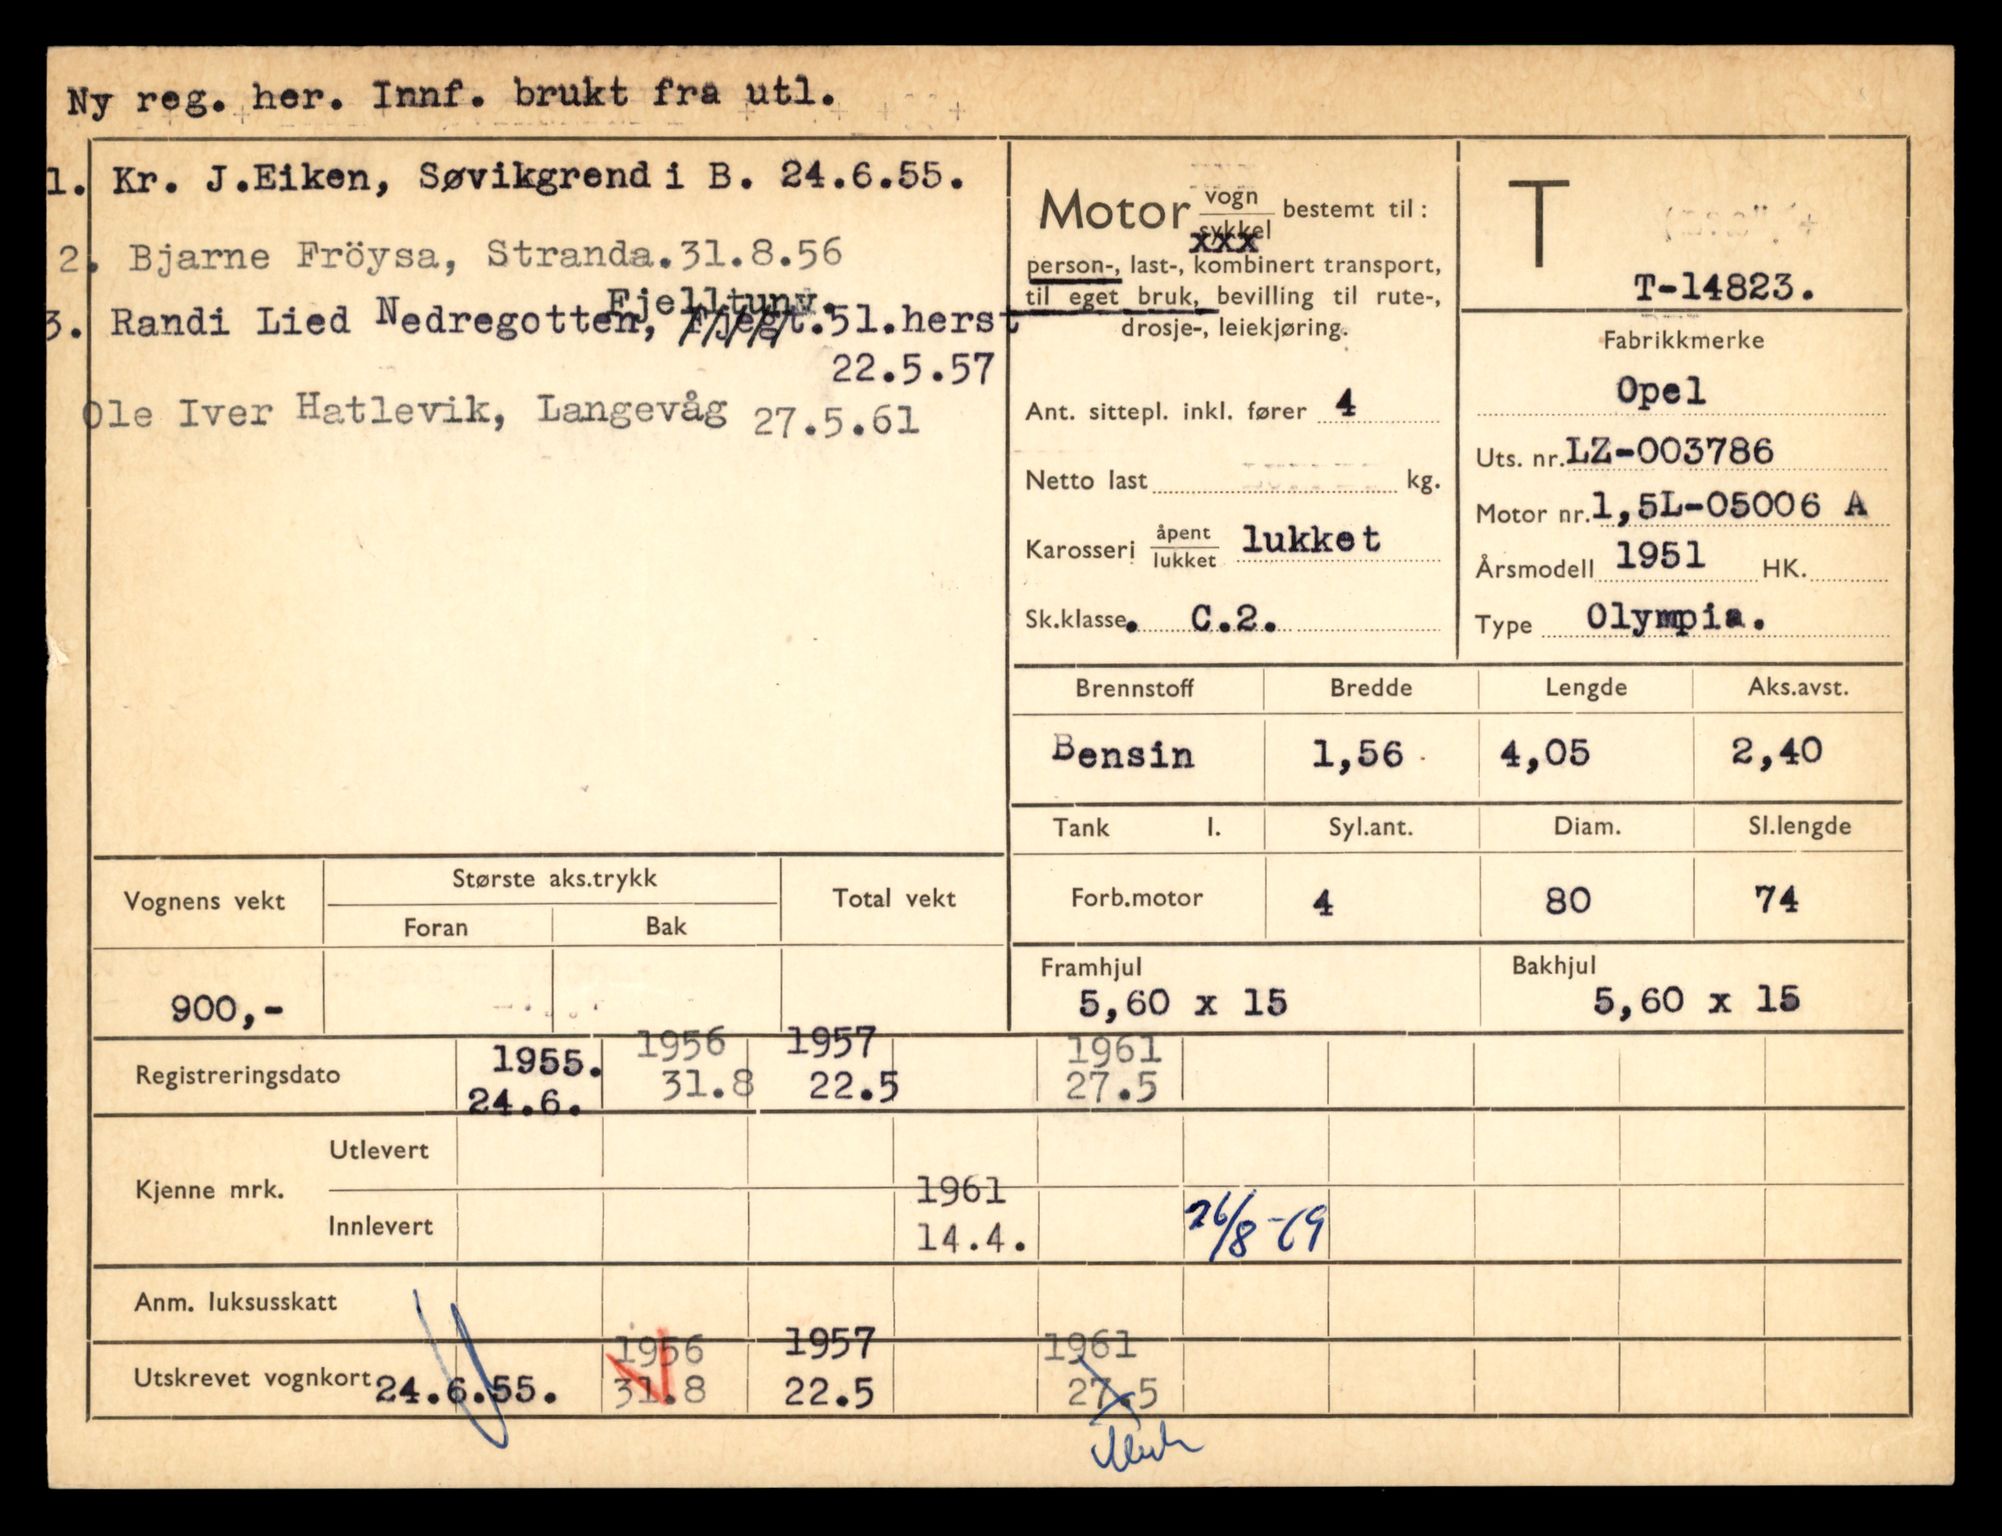 Ny reg. her. Innf. brukt fra utl.
1. Kr. J.Eiken, Søvikgrend i B. 24.6.55.
2. Bjarne Fröysa, Stranda.31.8.56
Fjelltunv.
3. Randi Lied Nedregotten, Fjegt.51.herst
22.5.57
Ole Iver Hatlevik, Langevåg 27.5.61
Motor vogn/sykkel bestemt til:
xxx
person-, last-, kombinert transport,
til eget bruk, bevilling til rute-,
drosje-, leiekjøring.
Ant. sittepl. inkl. fører 4
Netto last kg.
Karosseri åpent/lukket lukket
Sk.klasse. C.2.
T
T-14823.
Fabrikkmerke
Opel
Uts. nr. LZ-003786
Motor nr. 1,5L-05006 A
Årsmodell 1951 HK.
Type Olympia.
Brennstoff Bredde Lengde Aks.avst.
Bensin 1,56 4,05 2,40
Tank l. Syl.ant. Diam. Sl.lengde
Forb.motor 4 80 74
Framhjul Bakhjul
5,60 x 15 5,60 x 15
Vognens vekt Største aks.trykk Total vekt
Foran Bak
900,-
1955. 1956 1957 1961
Registreringsdato 24.6. 31.8 22.5 27.5
Kjenne mrk. Utlevert
Innlevert 1961 14.4. 26/8-69
Anm. luksusskatt
1956 1957 1961
Utskrevet vognkort 24.6.55. 31.8 22.5 27.5